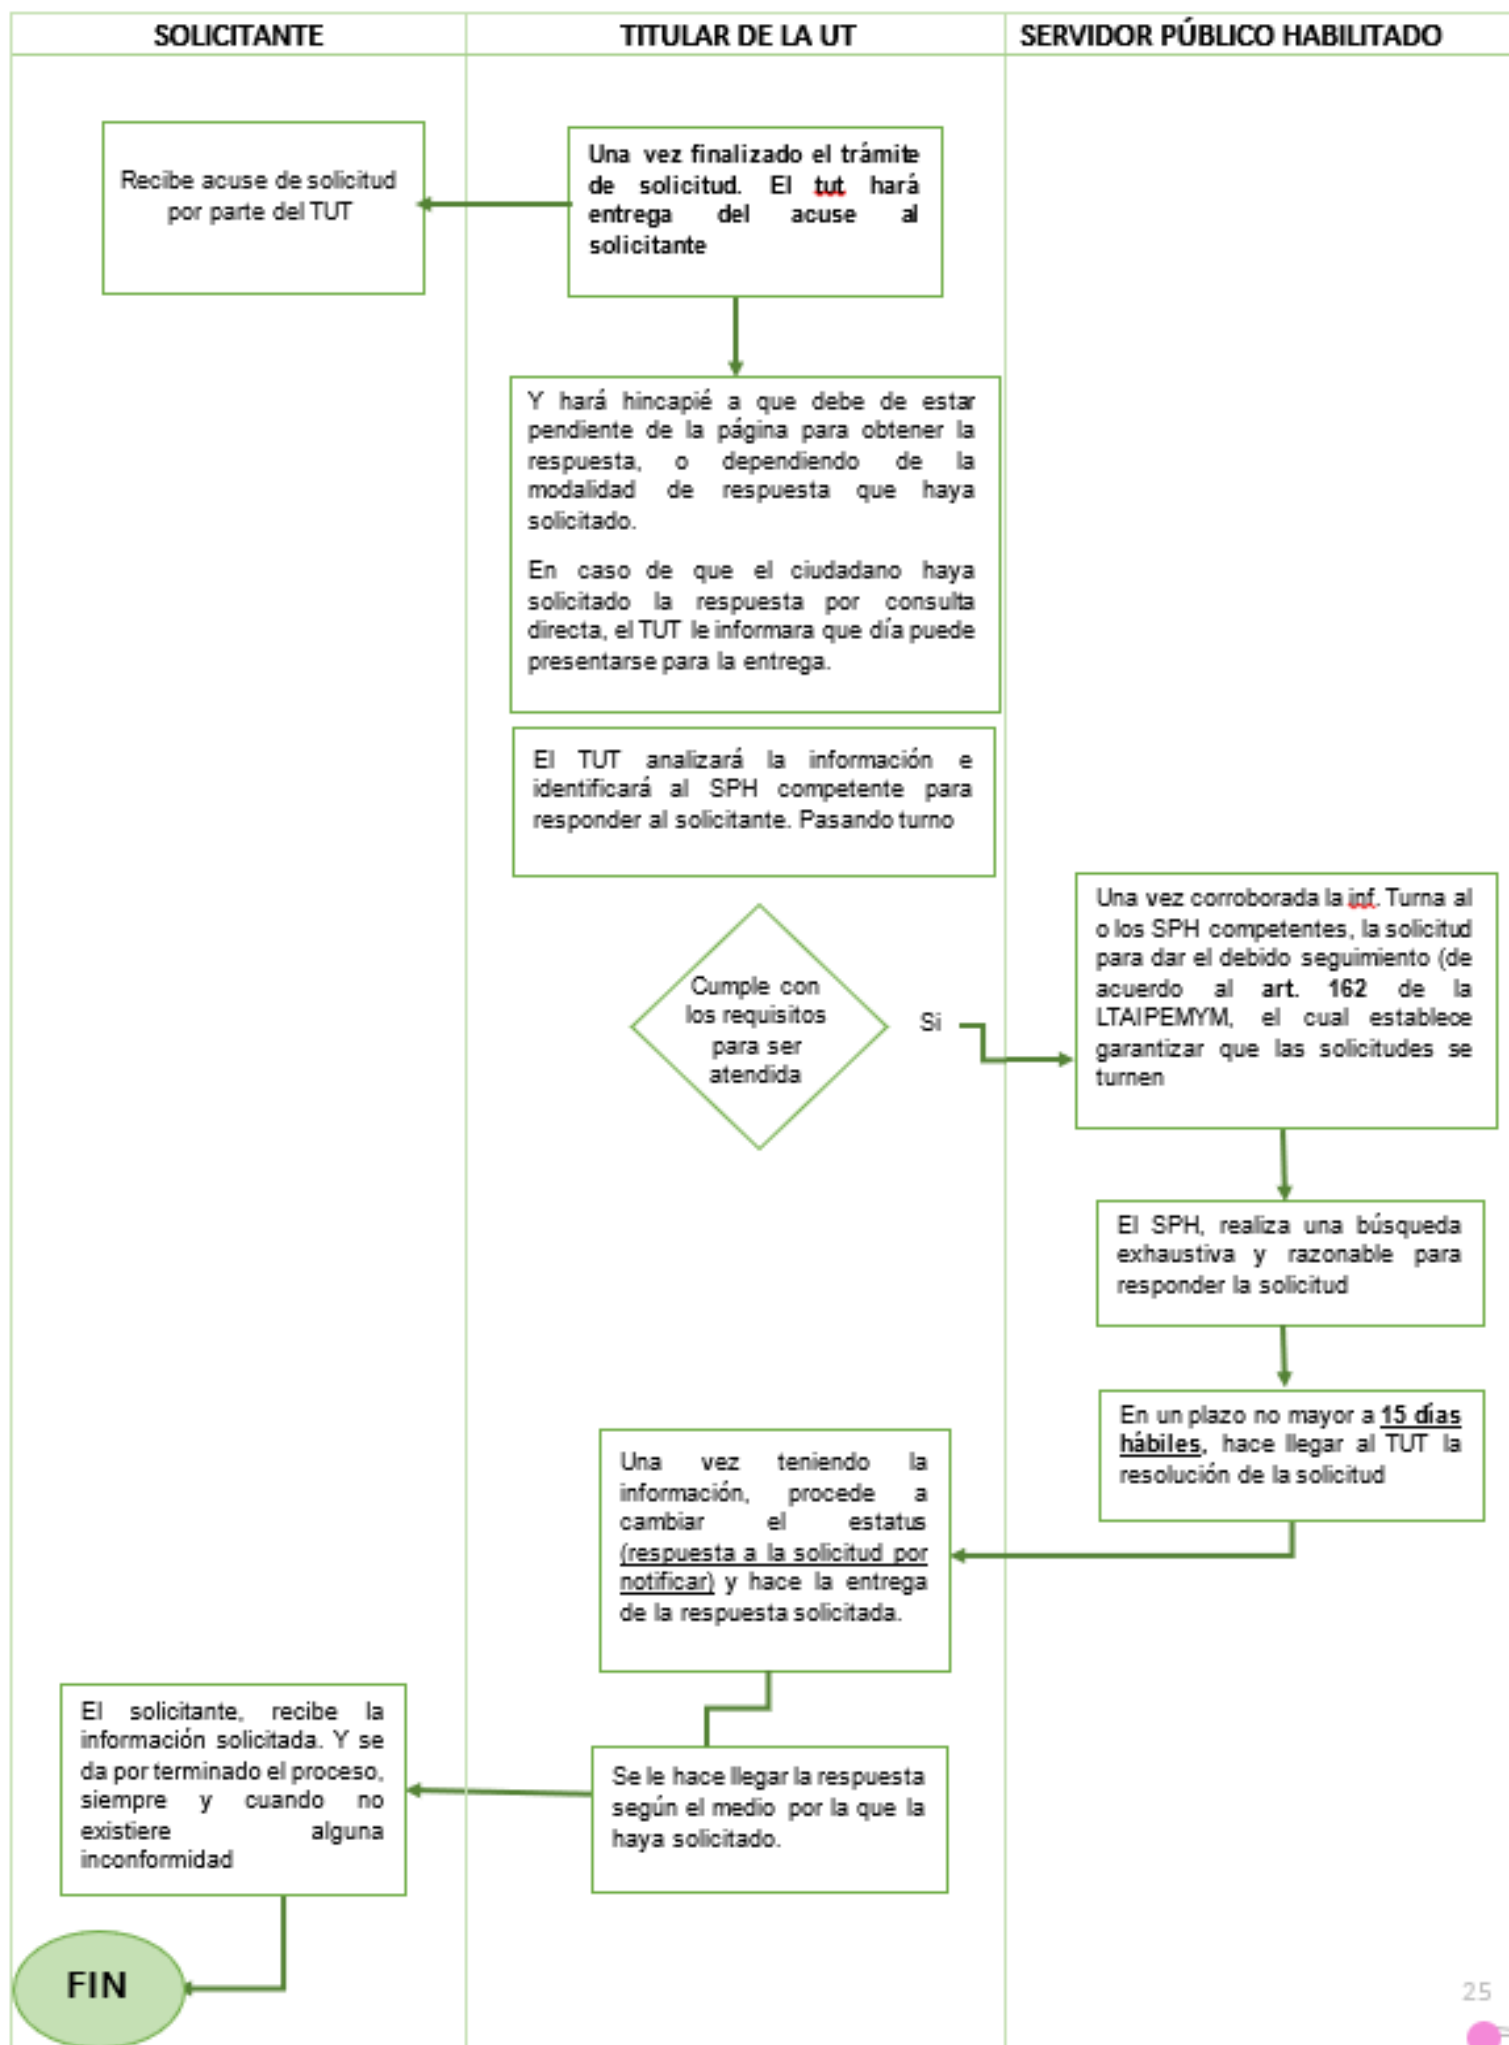 SOLICITANTE
TITULAR DE LA UT
SERVIDOR PÚBLICO HABILITADO
Recibe acuse de solicitud
por parte del TUT
Una vez finalizado el trámite
de solicitud. El tut hará
entrega del acuse al
solicitante
Y hará hincapié a que debe de estar
pendiente de la página para obtener la
respuesta, o dependiendo de la
modalidad de respuesta que haya
solicitado.
En caso de que el ciudadano haya
solicitado la respuesta por consulta
directa, el TUT le informara que día puede
presentarse para la entrega.
El TUT analizará la información e
identificará al SPH competente para
responder al solicitante. Pasando turno
Cumple con
los requisitos
para ser
atendida
Si
Una vez corroborada la inf. Turna al
o los SPH competentes, la solicitud
para dar el debido seguimiento (de
acuerdo al art. 162 de la
LTAIPEMYM, el cual establece
garantizar que las solicitudes se
turnen
El SPH, realiza una búsqueda
exhaustiva y razonable para
responder la solicitud
En un plazo no mayor a 15 días
hábiles, hace llegar al TUT la
resolución de la solicitud
Una vez teniendo la
información, procede a
cambiar el estatus
(respuesta a la solicitud por
notificar) y hace la entrega
de la respuesta solicitada.
Se le hace llegar la respuesta
según el medio por la que la
haya solicitado.
El solicitante, recibe la
información solicitada. Y se
da por terminado el proceso,
siempre y cuando no
existiere alguna
inconformidad
FIN
25